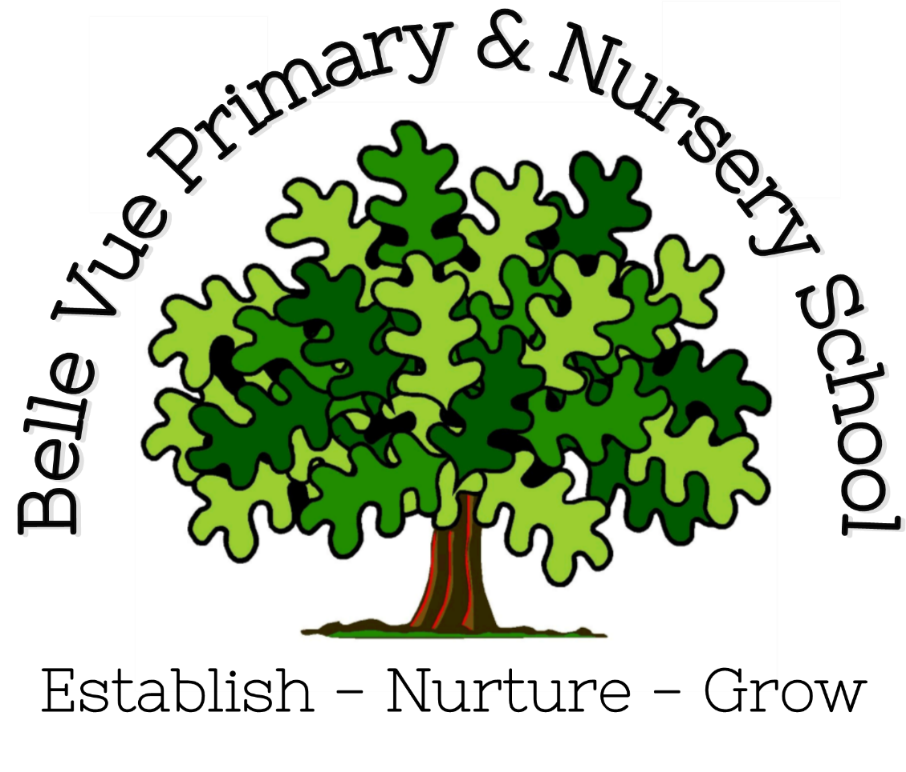 Belle Vue Primary & Nursery School
Establish - Nurture - Grow